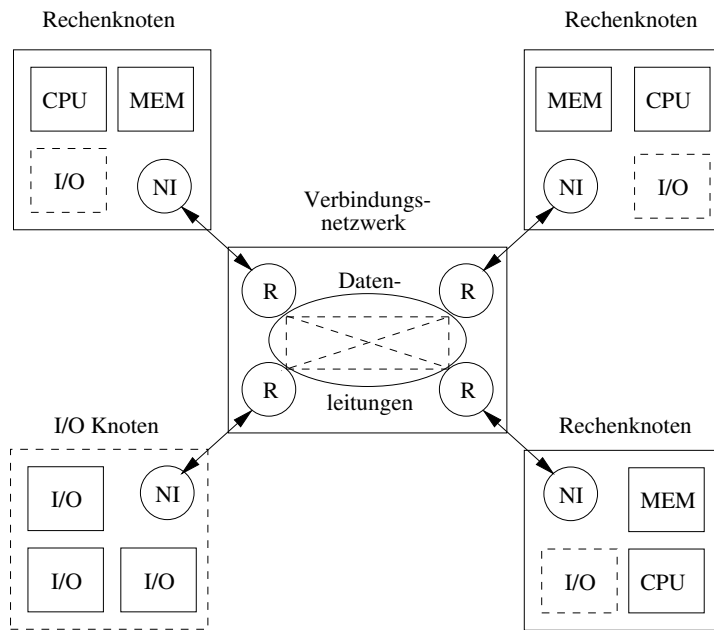 Rechenknoten
CPU
MEM
I/O
NI
Rechenknoten
MEM
CPU
NI
I/O
Verbindungs-
netzwerk
R
Daten-
R
R
leitungen
R
I/O Knoten
I/O
NI
I/O
I/O
Rechenknoten
NI
MEM
I/O
CPU